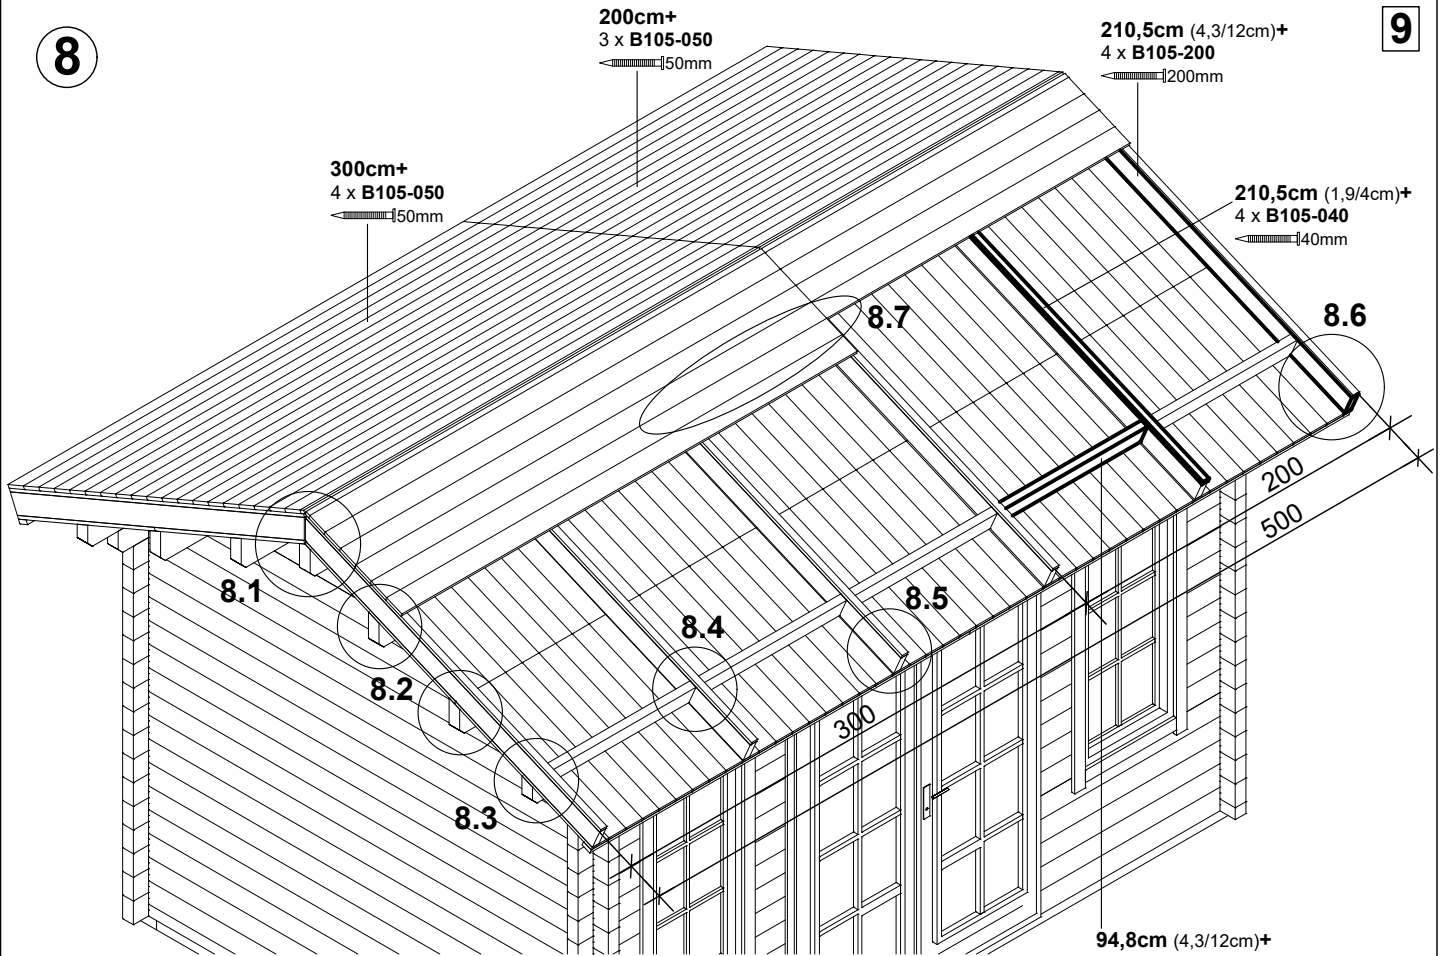 8
200cm+
3 x B105-050
50mm
210,5cm (4,3/12cm)+
4 x B105-200
200mm
9
300cm+
4 x B105-050
50mm
210,5cm (1,9/4cm)+
4 x B105-040
40mm
8.7
8.6
200
500
8.1
8.5
8.4
8.2
300
8.3
94,8cm (4,3/12cm)+